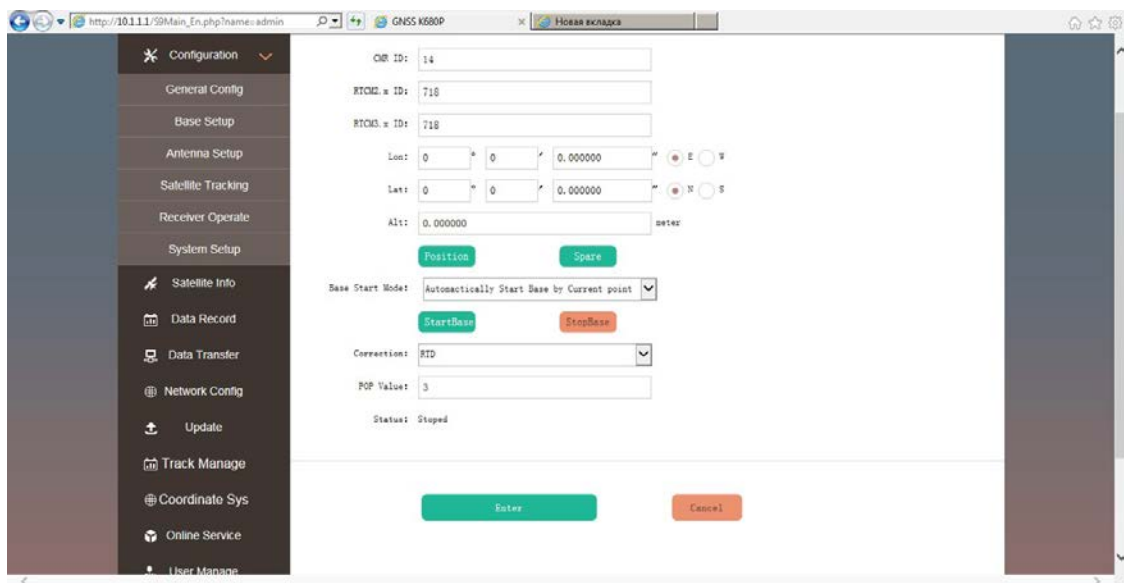 http://10.1.1.1/S9Main_En.php?name=admin
GNSS K680P
Новая вкладка
Configuration
General Config
Base Setup
Antenna Setup
Satellite Tracking
Receiver Operate
System Setup
Satellite Info
Data Record
Data Transfer
Network Config
Update
Track Manage
Coordinate Sys
Online Service
User Manage
CMR ID: 14
RTCM2.x ID: 718
RTCM3.x ID: 718
Lon: 0 ° 0 ′ 0.000000 ″ E W
Lat: 0 ° 0 ′ 0.000000 ″ N S
Alt: 0.000000 meter
Position Spare
Base Start Mode: Automactically Start Base by Current point
StartBase StopBase
Correction: RTD
POP Value: 3
Status: Stoped
Enter Cancel